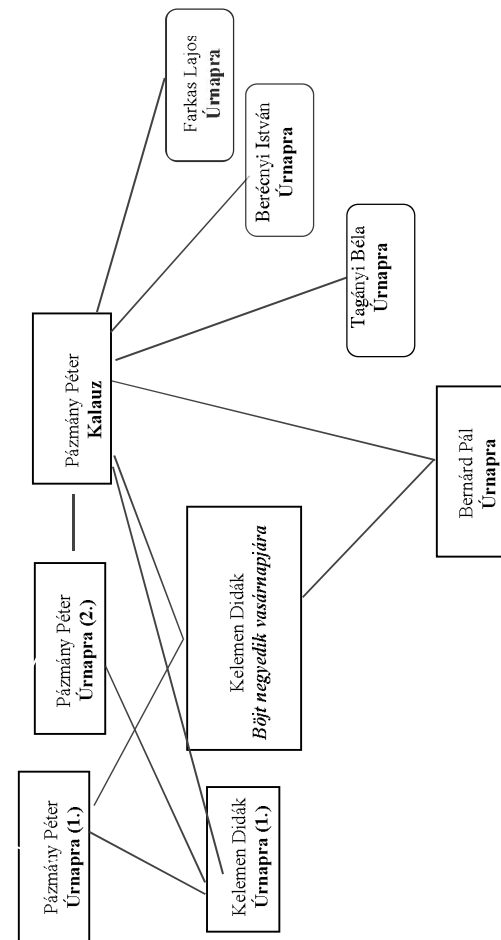 Pázmány Péter
Úrnapra (1.)
Pázmány Péter
Úrnapra (2.)
Pázmány Péter
Kalauz
Kelemen Didák
Úrnapra (1.)
Kelemen Didák
Böjt negyedik vasárnapjára
Farkas Lajos
Úrnapra
Berécnyi István
Úrnapra
Tagányi Béla
Úrnapra
Bernárd Pál
Úrnapra